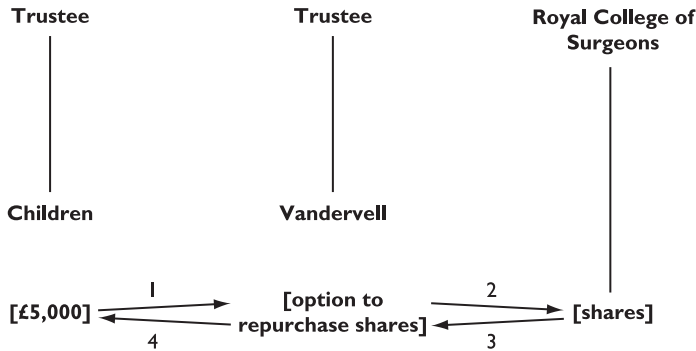 Trustee
Trustee
Royal College of
Surgeons
Children
Vandervell
[£5,000]
1
4
[option to
repurchase shares]
2
3
[shares]